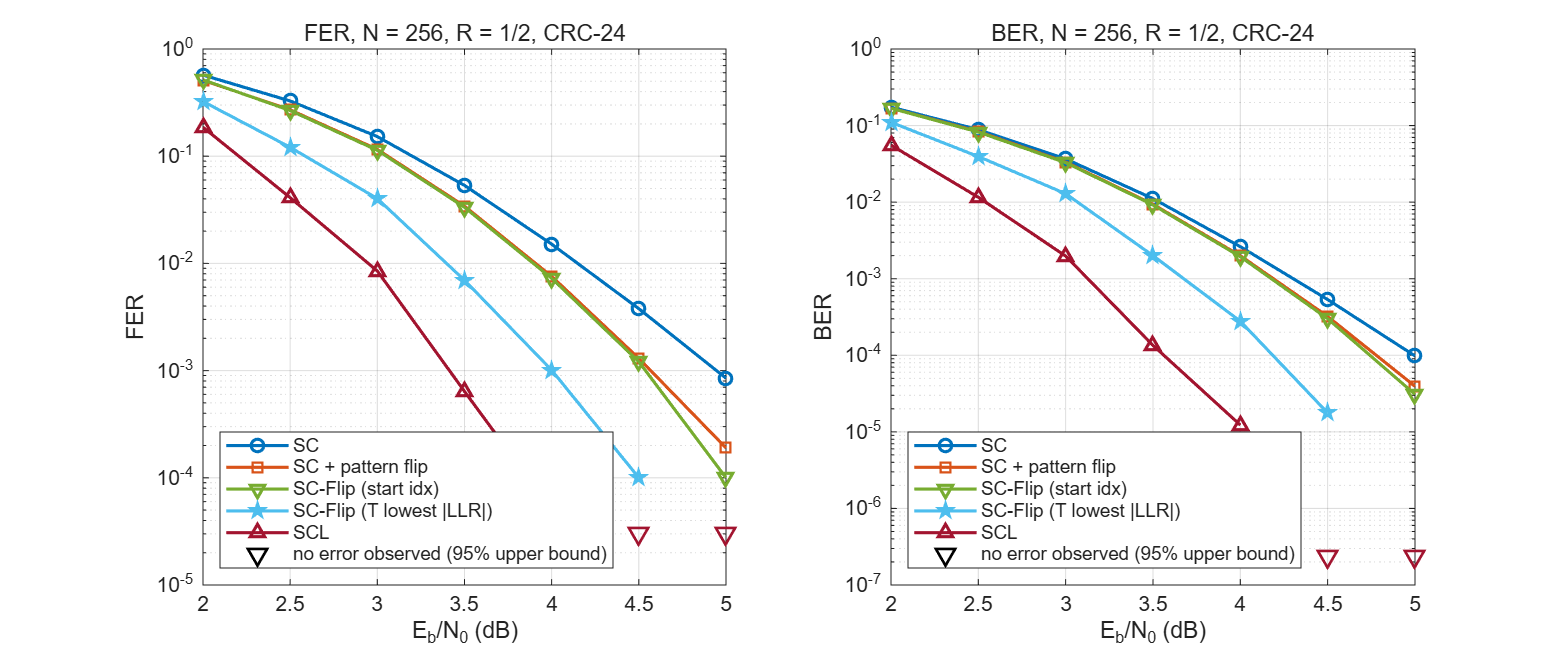 FER, N = 256, R = 1/2, CRC-24
10^0
10^-1
10^-2
10^-3
10^-4
10^-5
FER
SC
SC + pattern flip
SC-Flip (start idx)
SC-Flip (T lowest |LLR|)
SCL
no error observed (95% upper bound)
2 2.5 3 3.5 4 4.5 5
E_b/N_0 (dB)
BER, N = 256, R = 1/2, CRC-24
10^0
10^-1
10^-2
10^-3
10^-4
10^-5
10^-6
10^-7
BER
SC
SC + pattern flip
SC-Flip (start idx)
SC-Flip (T lowest |LLR|)
SCL
no error observed (95% upper bound)
2 2.5 3 3.5 4 4.5 5
E_b/N_0 (dB)